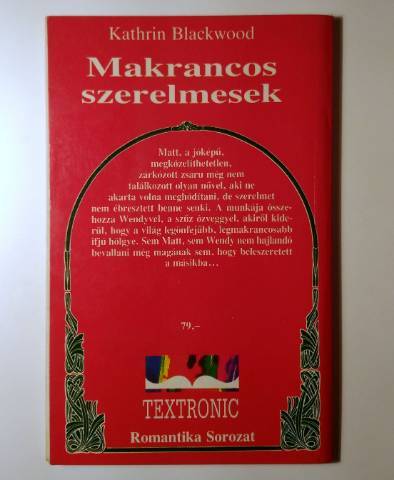 Kathrin Blackwood
Makrancos
szerelmesek
Matt, a jóképű,
megközelíthetetlen,
zárkózott zsaru még nem
találkozott olyan nővel, aki ne
akarta volna meghódítani, de szerelmet
nem ébresztett benne senki. A munkája össze-
hozza Wendyvel, a szűz özveggyel, akiről kide-
rül, hogy a világ legönfejűbb, legmakrancosabb
ifjú hölgye. Sem Matt, sem Wendy nem hajlandó
bevallani még magának sem, hogy beleszeretett
a másikba...
79.–
TEXTRONIC
Romantika Sorozat